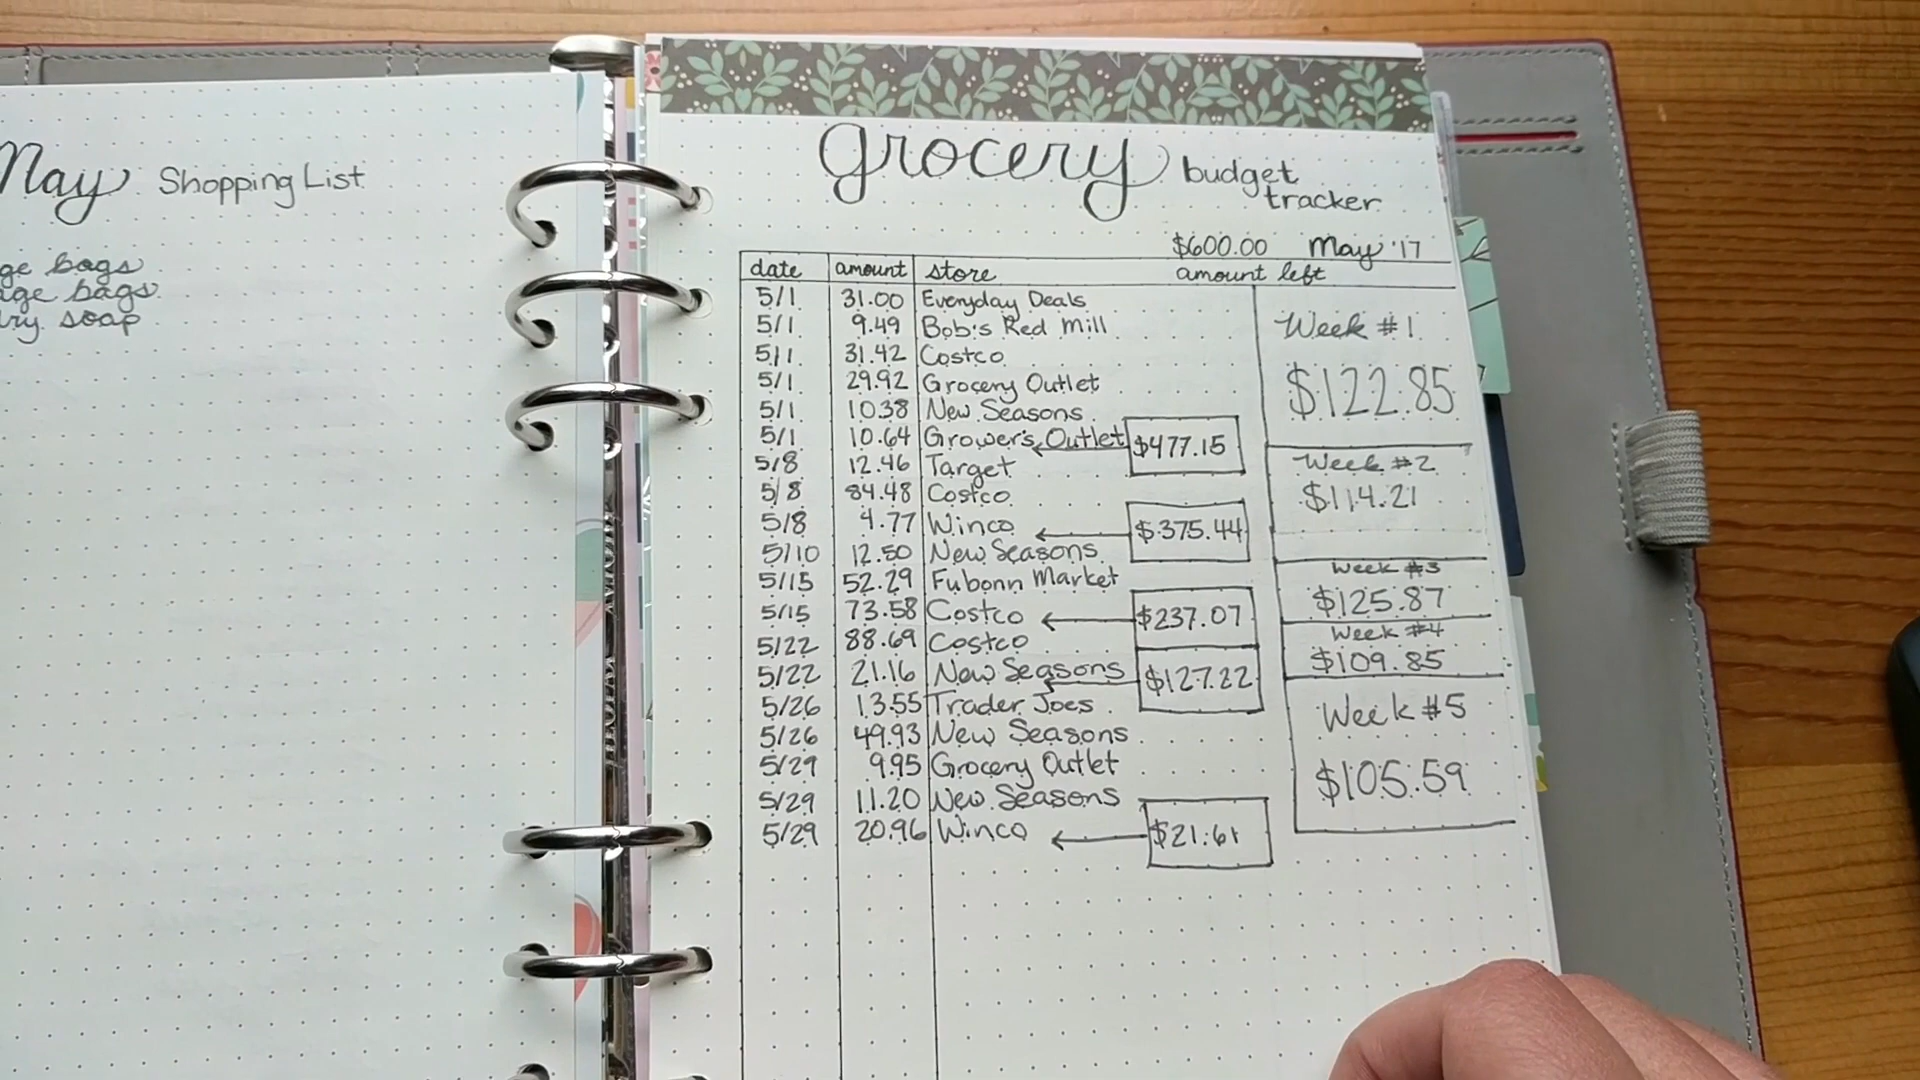 May Shopping List
ge bags
age bags
ry soap
grocery budget
tracker
$600.00 May '17
date amount store amount left
5/1 31.00 Everyday Deals
5/1 9.49 Bob's Red Mill
5/1 31.42 Costco
5/1 29.92 Grocery Outlet
5/1 10.38 New Seasons
5/1 10.64 Grower's Outlet $477.15
5/8 12.46 Target
5/8 84.48 Costco
5/8 4.77 Winco $375.44
5/10 12.50 New Seasons
5/15 52.29 Fubonn Market
5/15 73.58 Costco $237.07
5/22 88.69 Costco
5/22 21.16 New Seasons $127.22
5/26 13.55 Trader Joes
5/26 49.93 New Seasons
5/29 9.95 Grocery Outlet
5/29 11.20 New Seasons
5/29 20.96 Winco $21.61
Week #1
$122.85
Week #2
$114.21
Week #3
$125.87
Week #4
$109.85
Week #5
$105.59